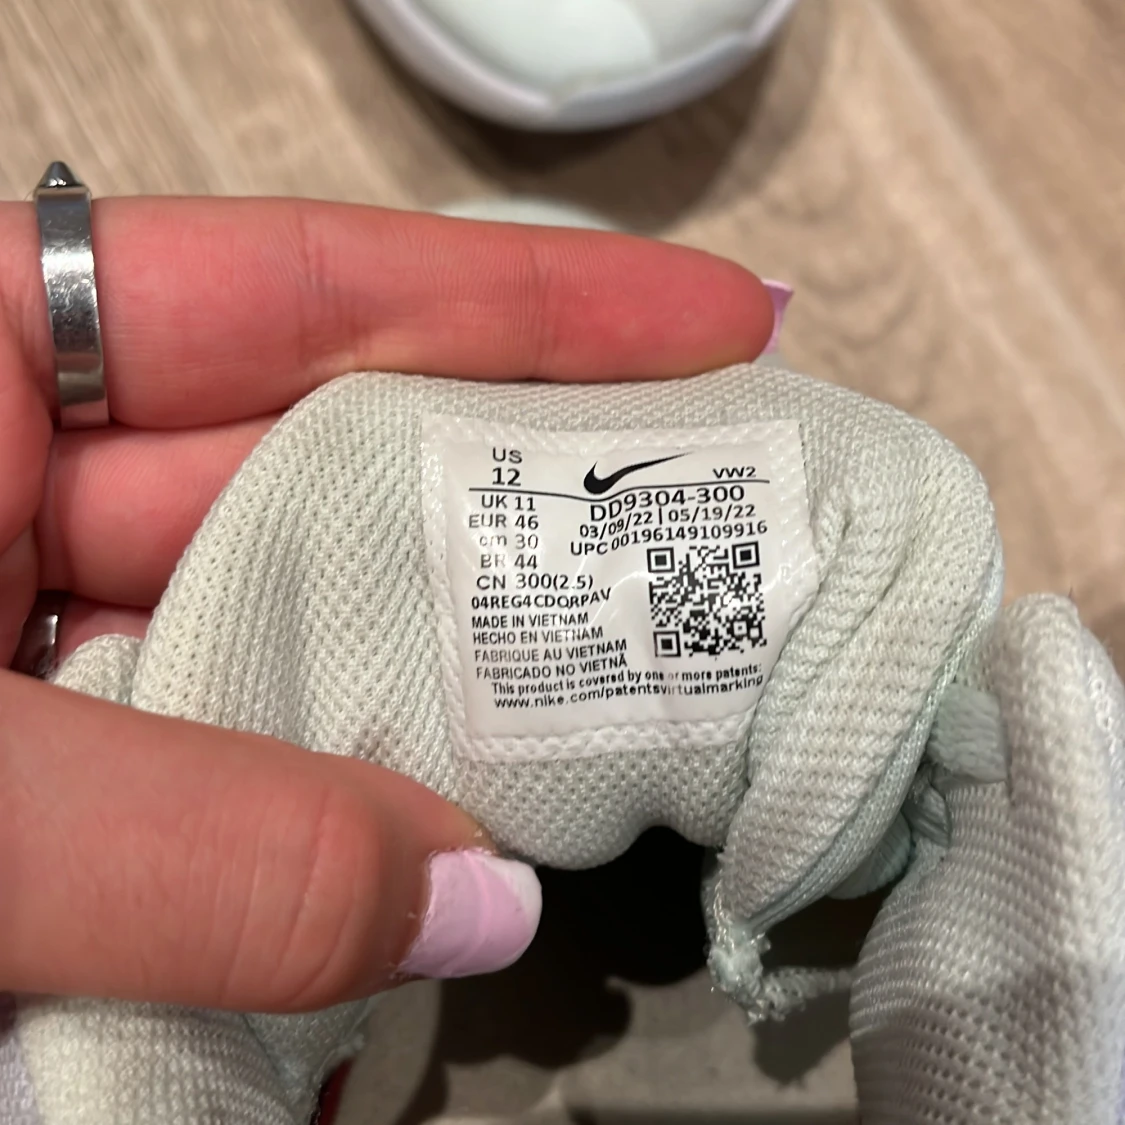 US
12
VW2
UK 11
DD9304-300
EUR 46
03/09/22 | 05/19/22
cm 30
UPC 00196149109916
BR 44
CN 300(2.5)
04REG4CDQRPAV
MADE IN VIETNAM
HECHO EN VIETNAM
FABRIQUE AU VIETNAM
FABRICADO NO VIETNÃ
This product is covered by one or more patents:
www.nike.com/patentsvirtualmarking